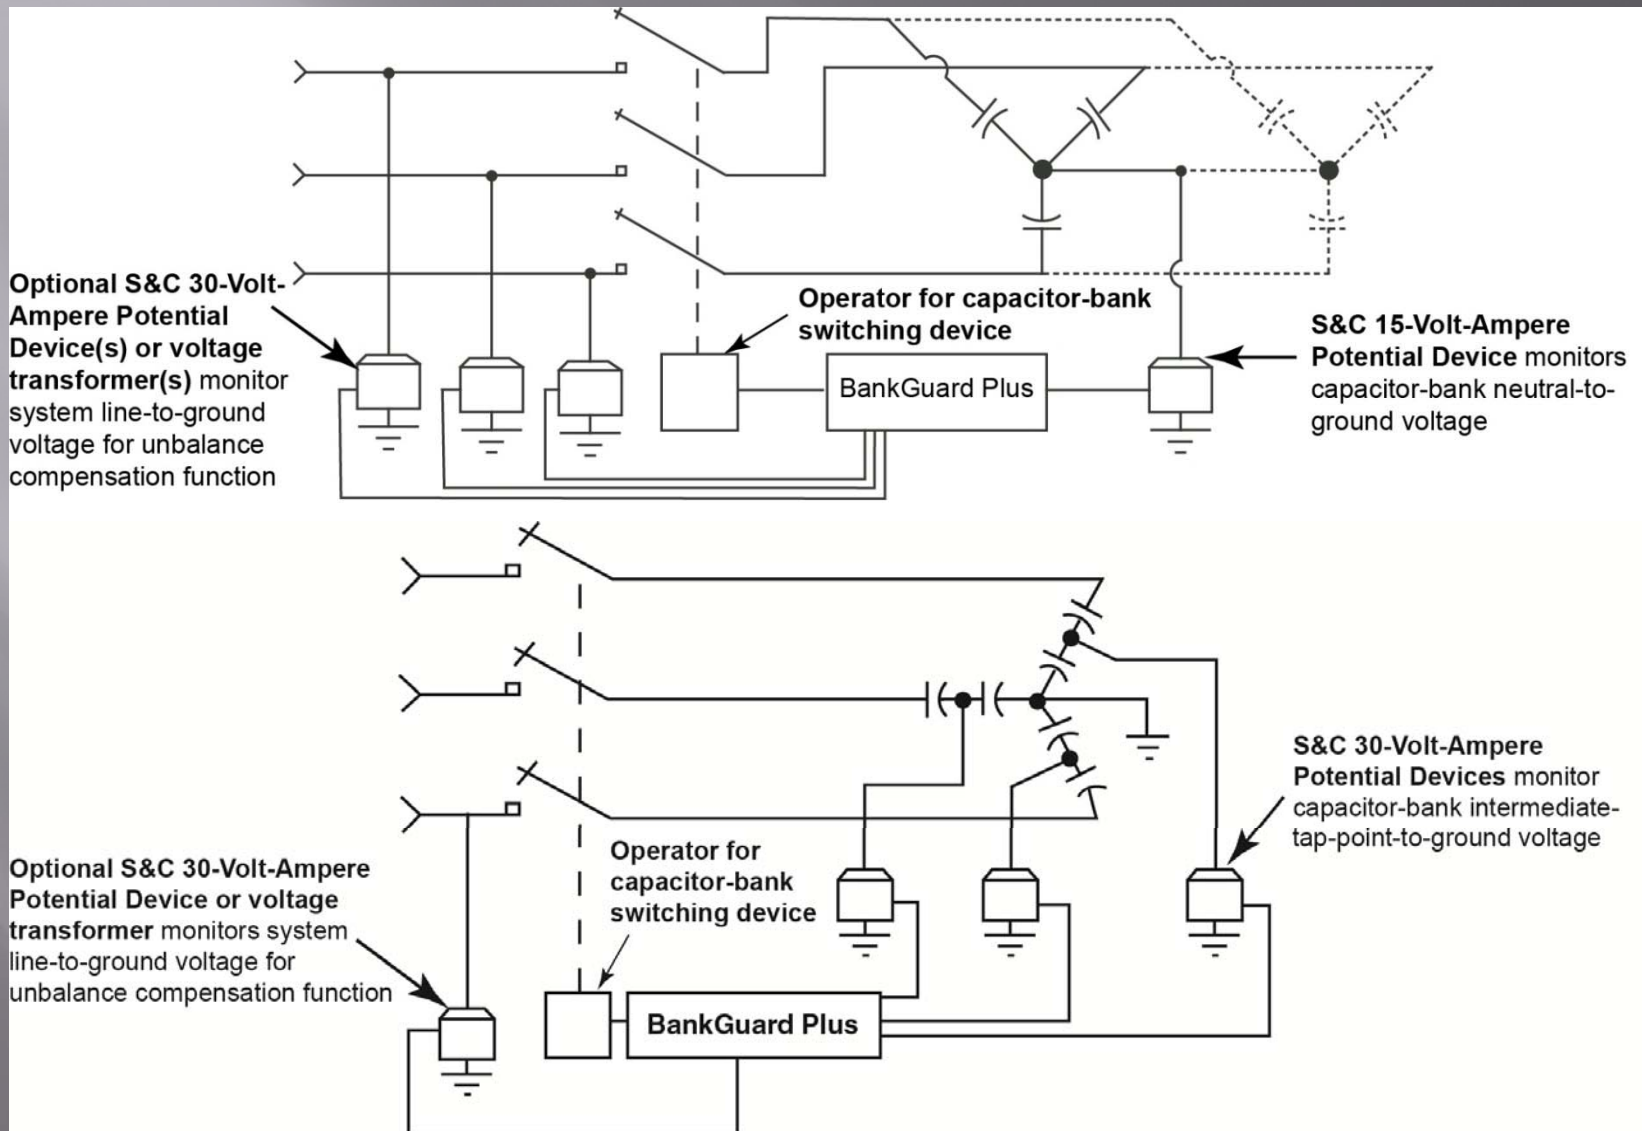 Optional S&C 30-Volt-
Ampere Potential
Device(s) or voltage
transformer(s) monitor
system line-to-ground
voltage for unbalance
compensation function
Operator for capacitor-bank
switching device
BankGuard Plus
S&C 15-Volt-Ampere
Potential Device monitors
capacitor-bank neutral-to-
ground voltage
Optional S&C 30-Volt-Ampere
Potential Device or voltage
transformer monitors system
line-to-ground voltage for
unbalance compensation function
Operator for
capacitor-bank
switching device
BankGuard Plus
S&C 30-Volt-Ampere
Potential Devices monitor
capacitor-bank intermediate-
tap-point-to-ground voltage